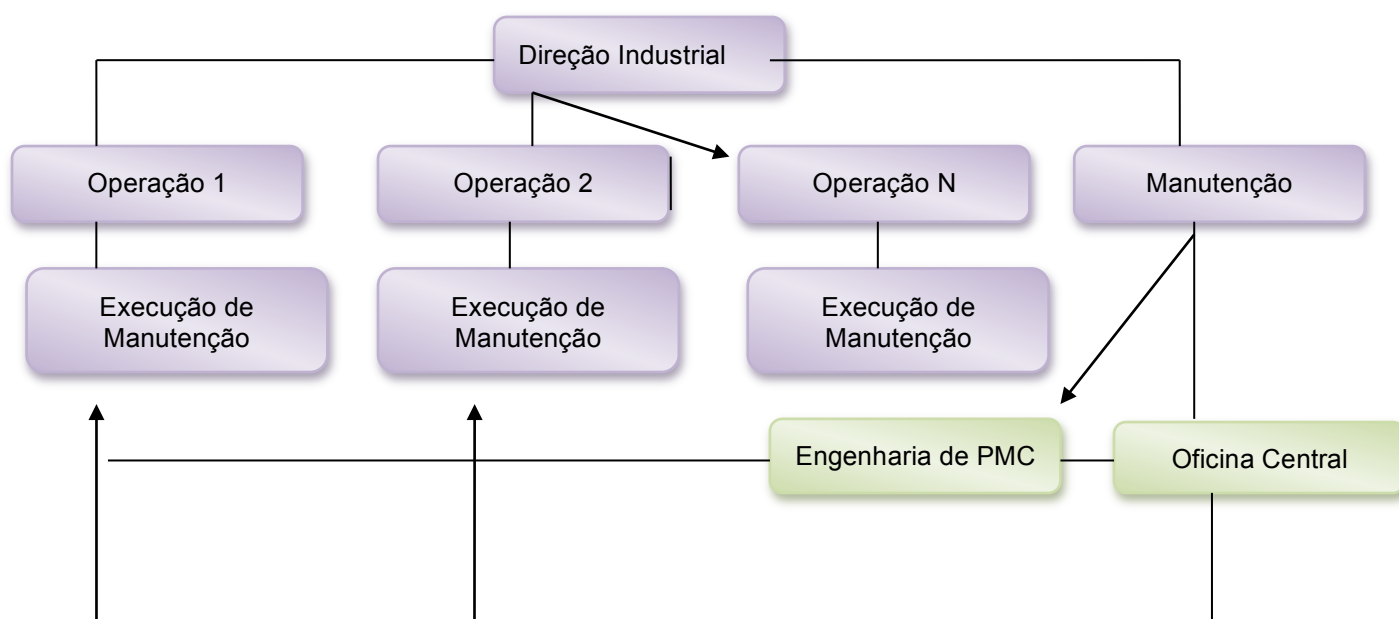 Direção Industrial
Operação 1
Operação 2
Operação N
Manutenção
Execução de
Manutenção
Execução de
Manutenção
Execução de
Manutenção
Engenharia de PMC
Oficina Central